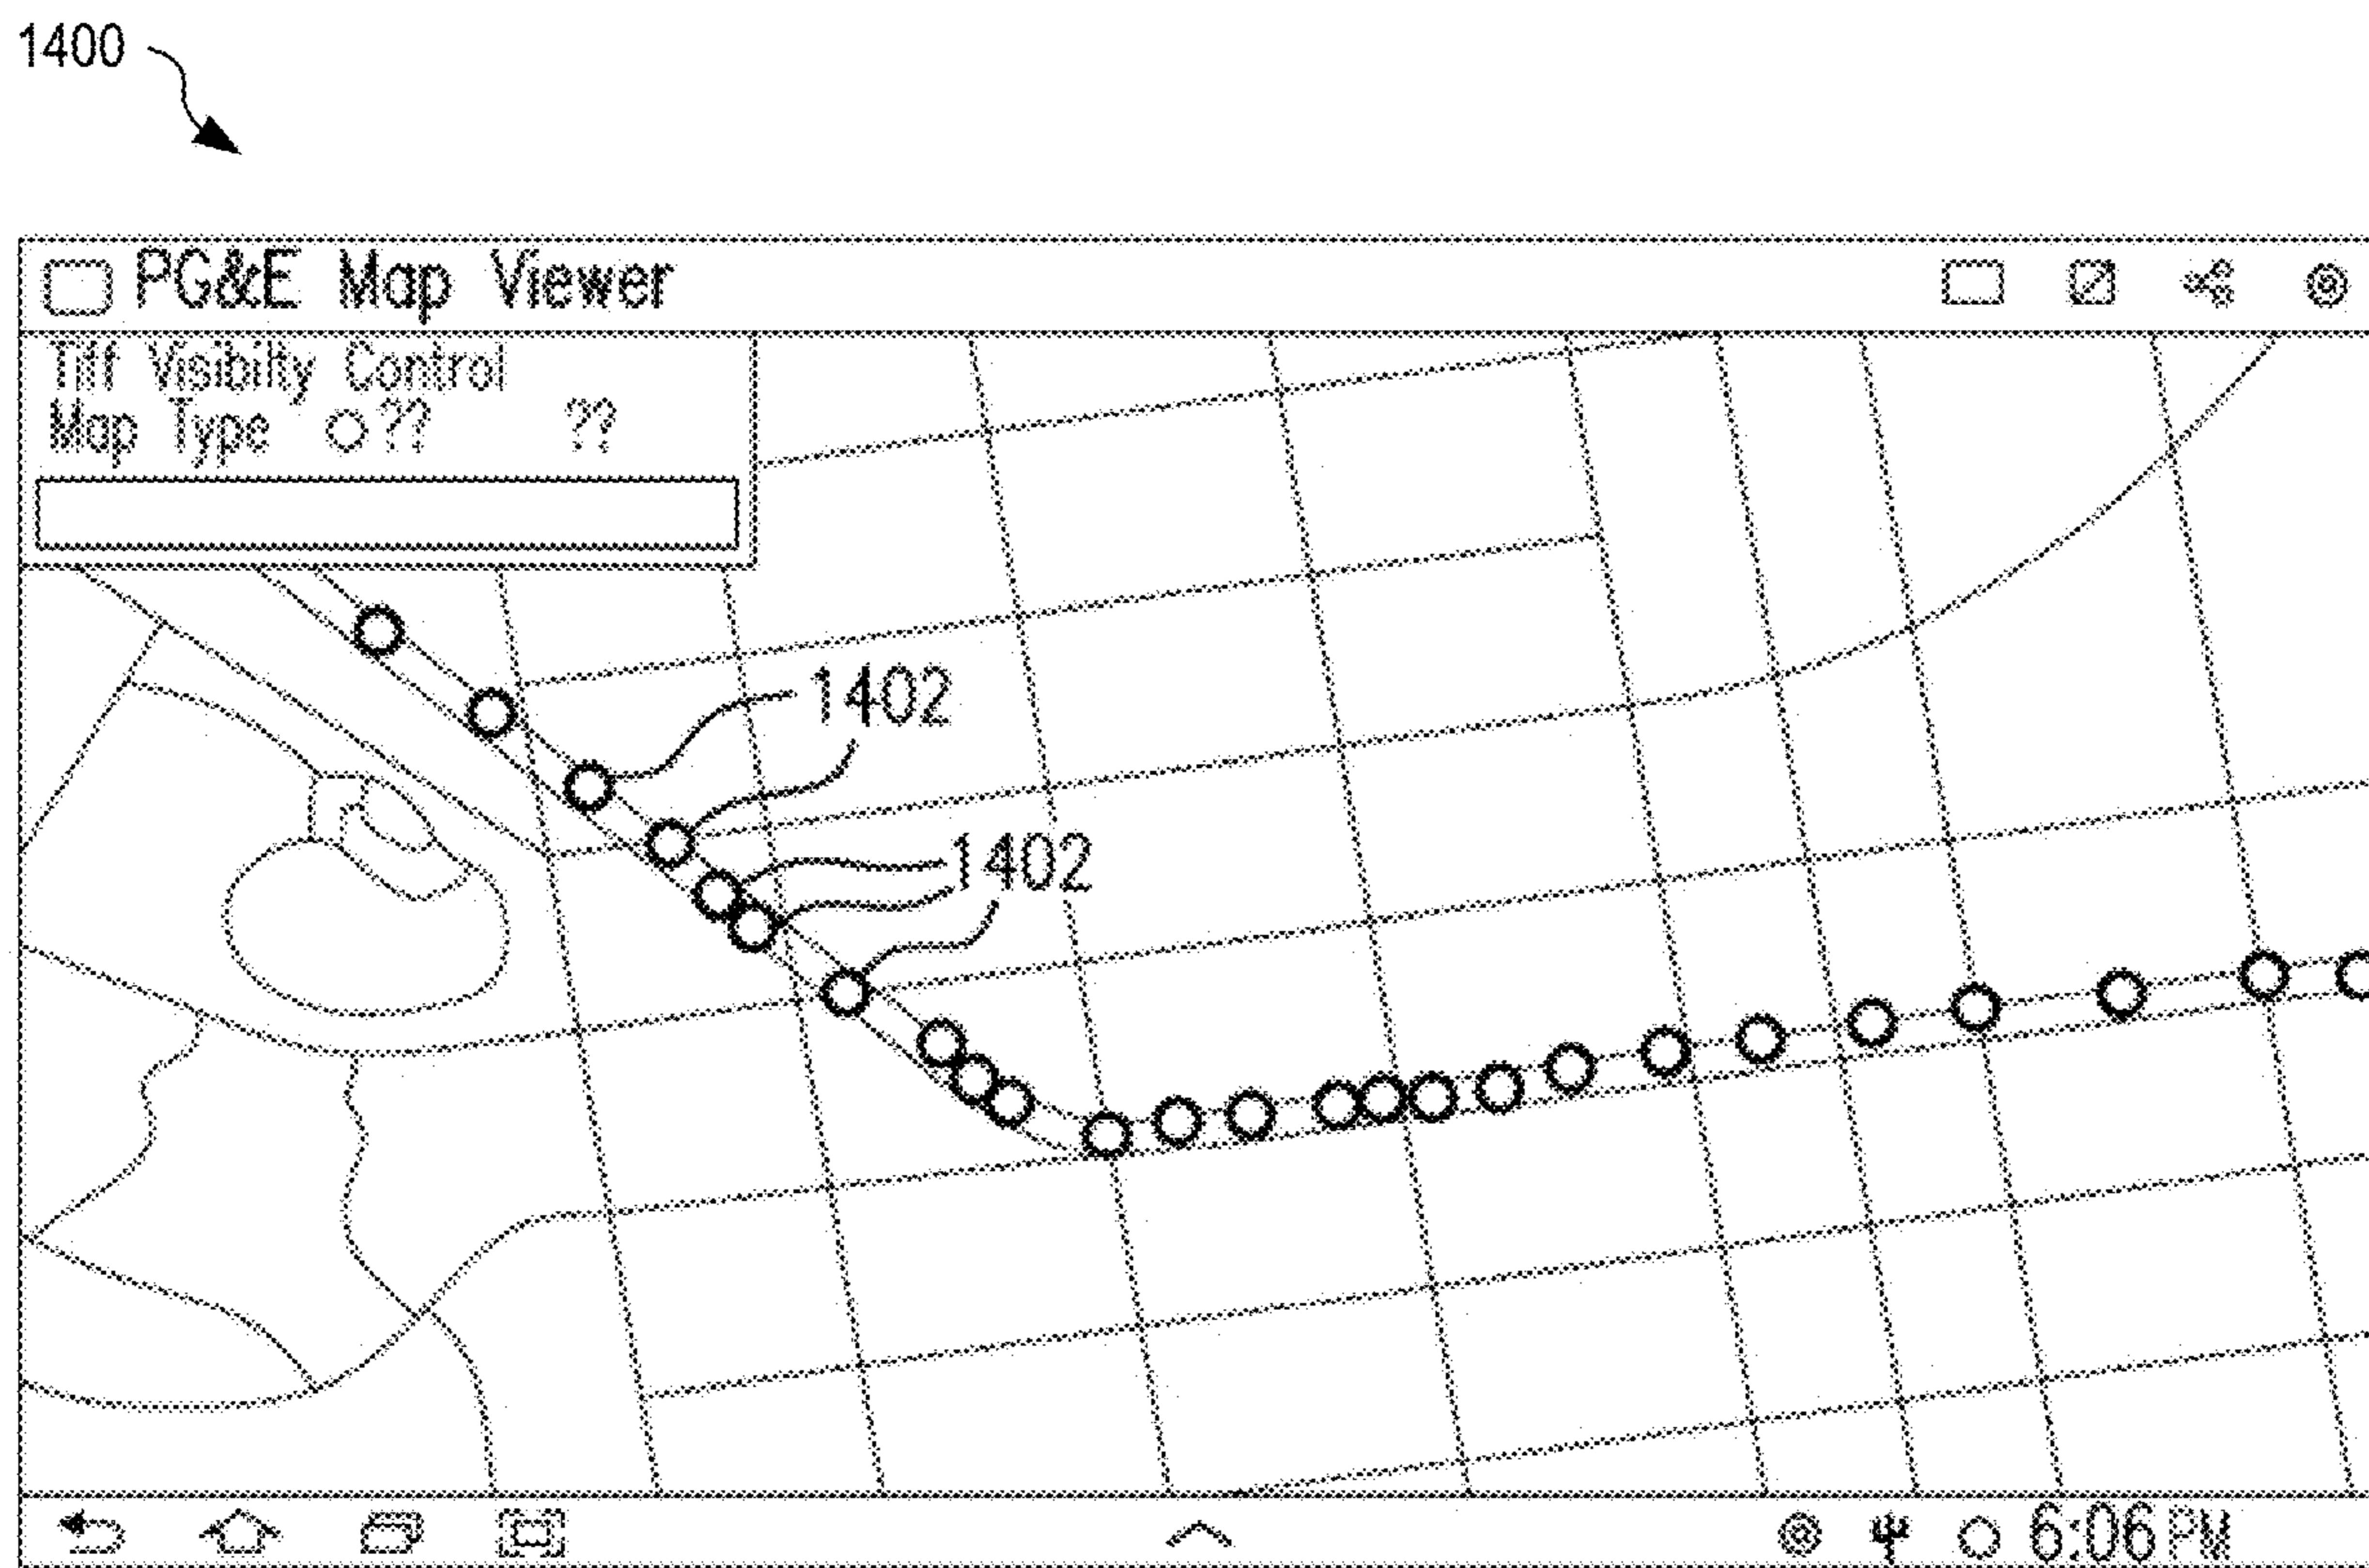 1400
PG&E Map Viewer
Tiff Visibilty Control
Map Type ?? ??
1402
1402
6:06 PM